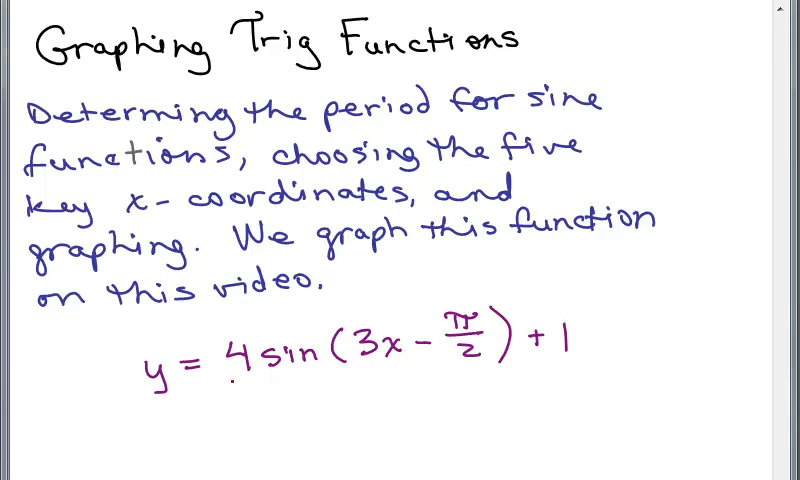 Graphing Trig Functions
Determing the period for sine
functions, choosing the five
key x-coordinates, and
graphing. We graph this function
on this video.
y = 4 sin (3x - π/2) + 1